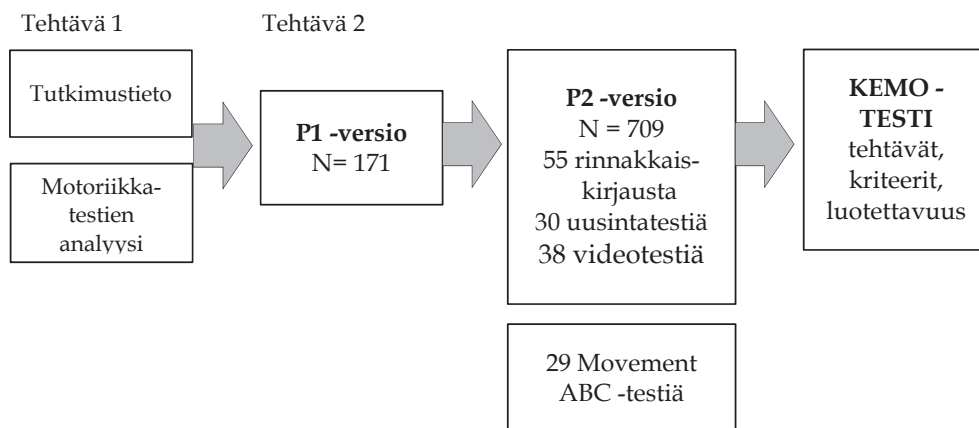 Tehtävä 1
Tehtävä 2
Tutkimustieto
Motoriikka-
testien
analyysi
P1 -versio
N= 171
P2 -versio
N = 709
55 rinnakkais-
kirjausta
30 uusintatestiä
38 videotestiä
29 Movement
ABC -testiä
KEMO -
TESTI
tehtävät,
kriteerit,
luotettavuus